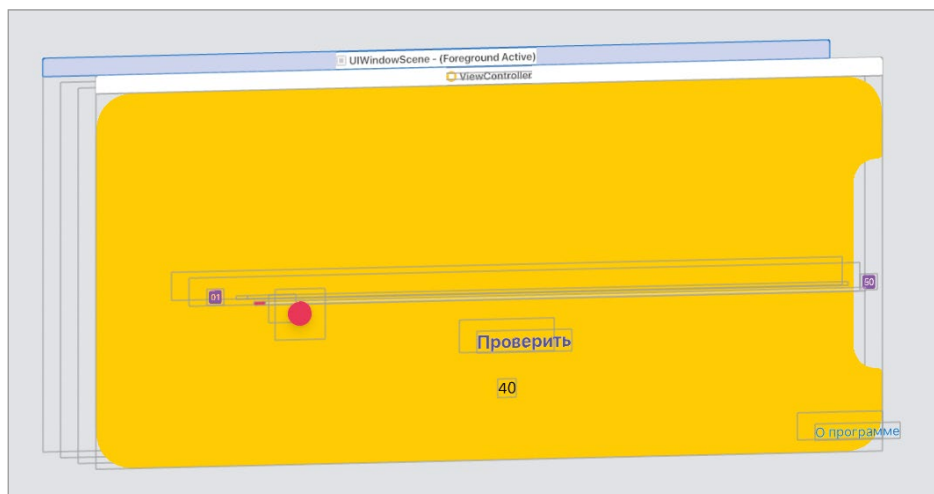 UIWindowScene - (Foreground Active)
ViewController
01
50
Проверить
40
О программе